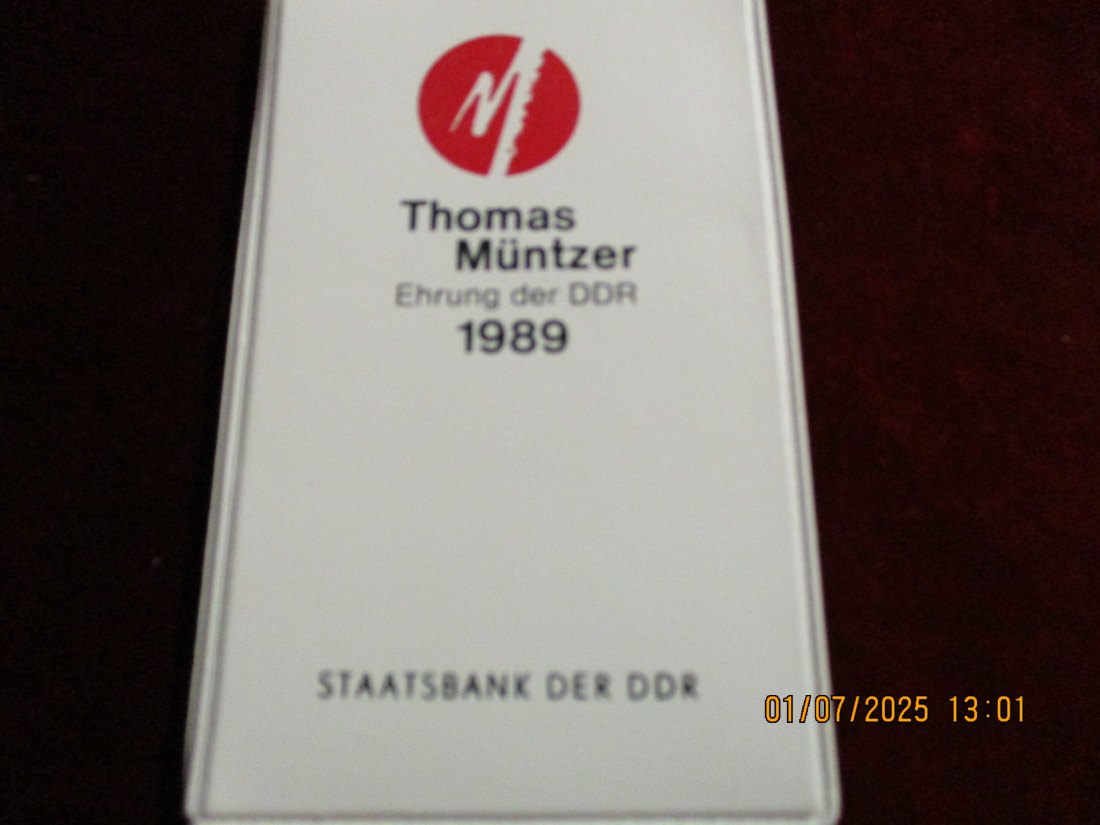 Thomas
Müntzer
Ehrung der DDR
1989
STAATSBANK DER DDR
01/07/2025 13:01